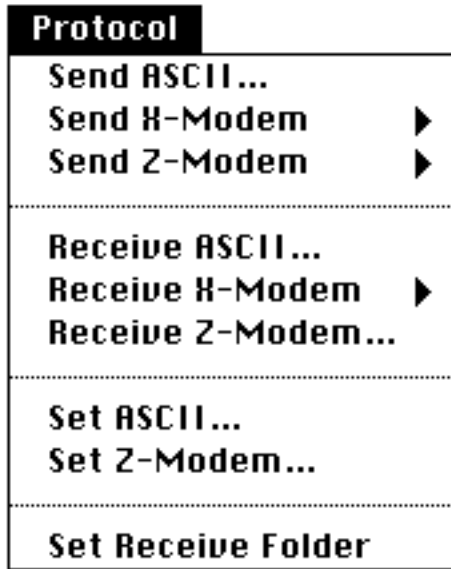 Protocol
Send ASCII...
Send X-Modem
Send Z-Modem
Receive ASCII...
Receive X-Modem
Receive Z-Modem...
Set ASCII...
Set Z-Modem...
Set Receive Folder